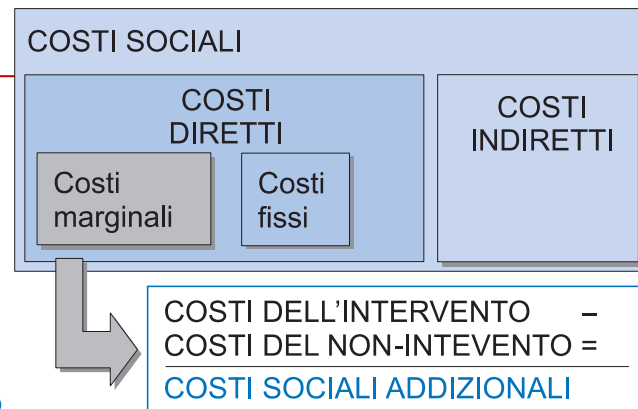 COSTI SOCIALI
COSTI
DIRETTI
COSTI
INDIRETTI
Costi
marginali
Costi
fissi
COSTI DELL’INTERVENTO –
COSTI DEL NON-INTEVENTO =
COSTI SOCIALI ADDIZIONALI